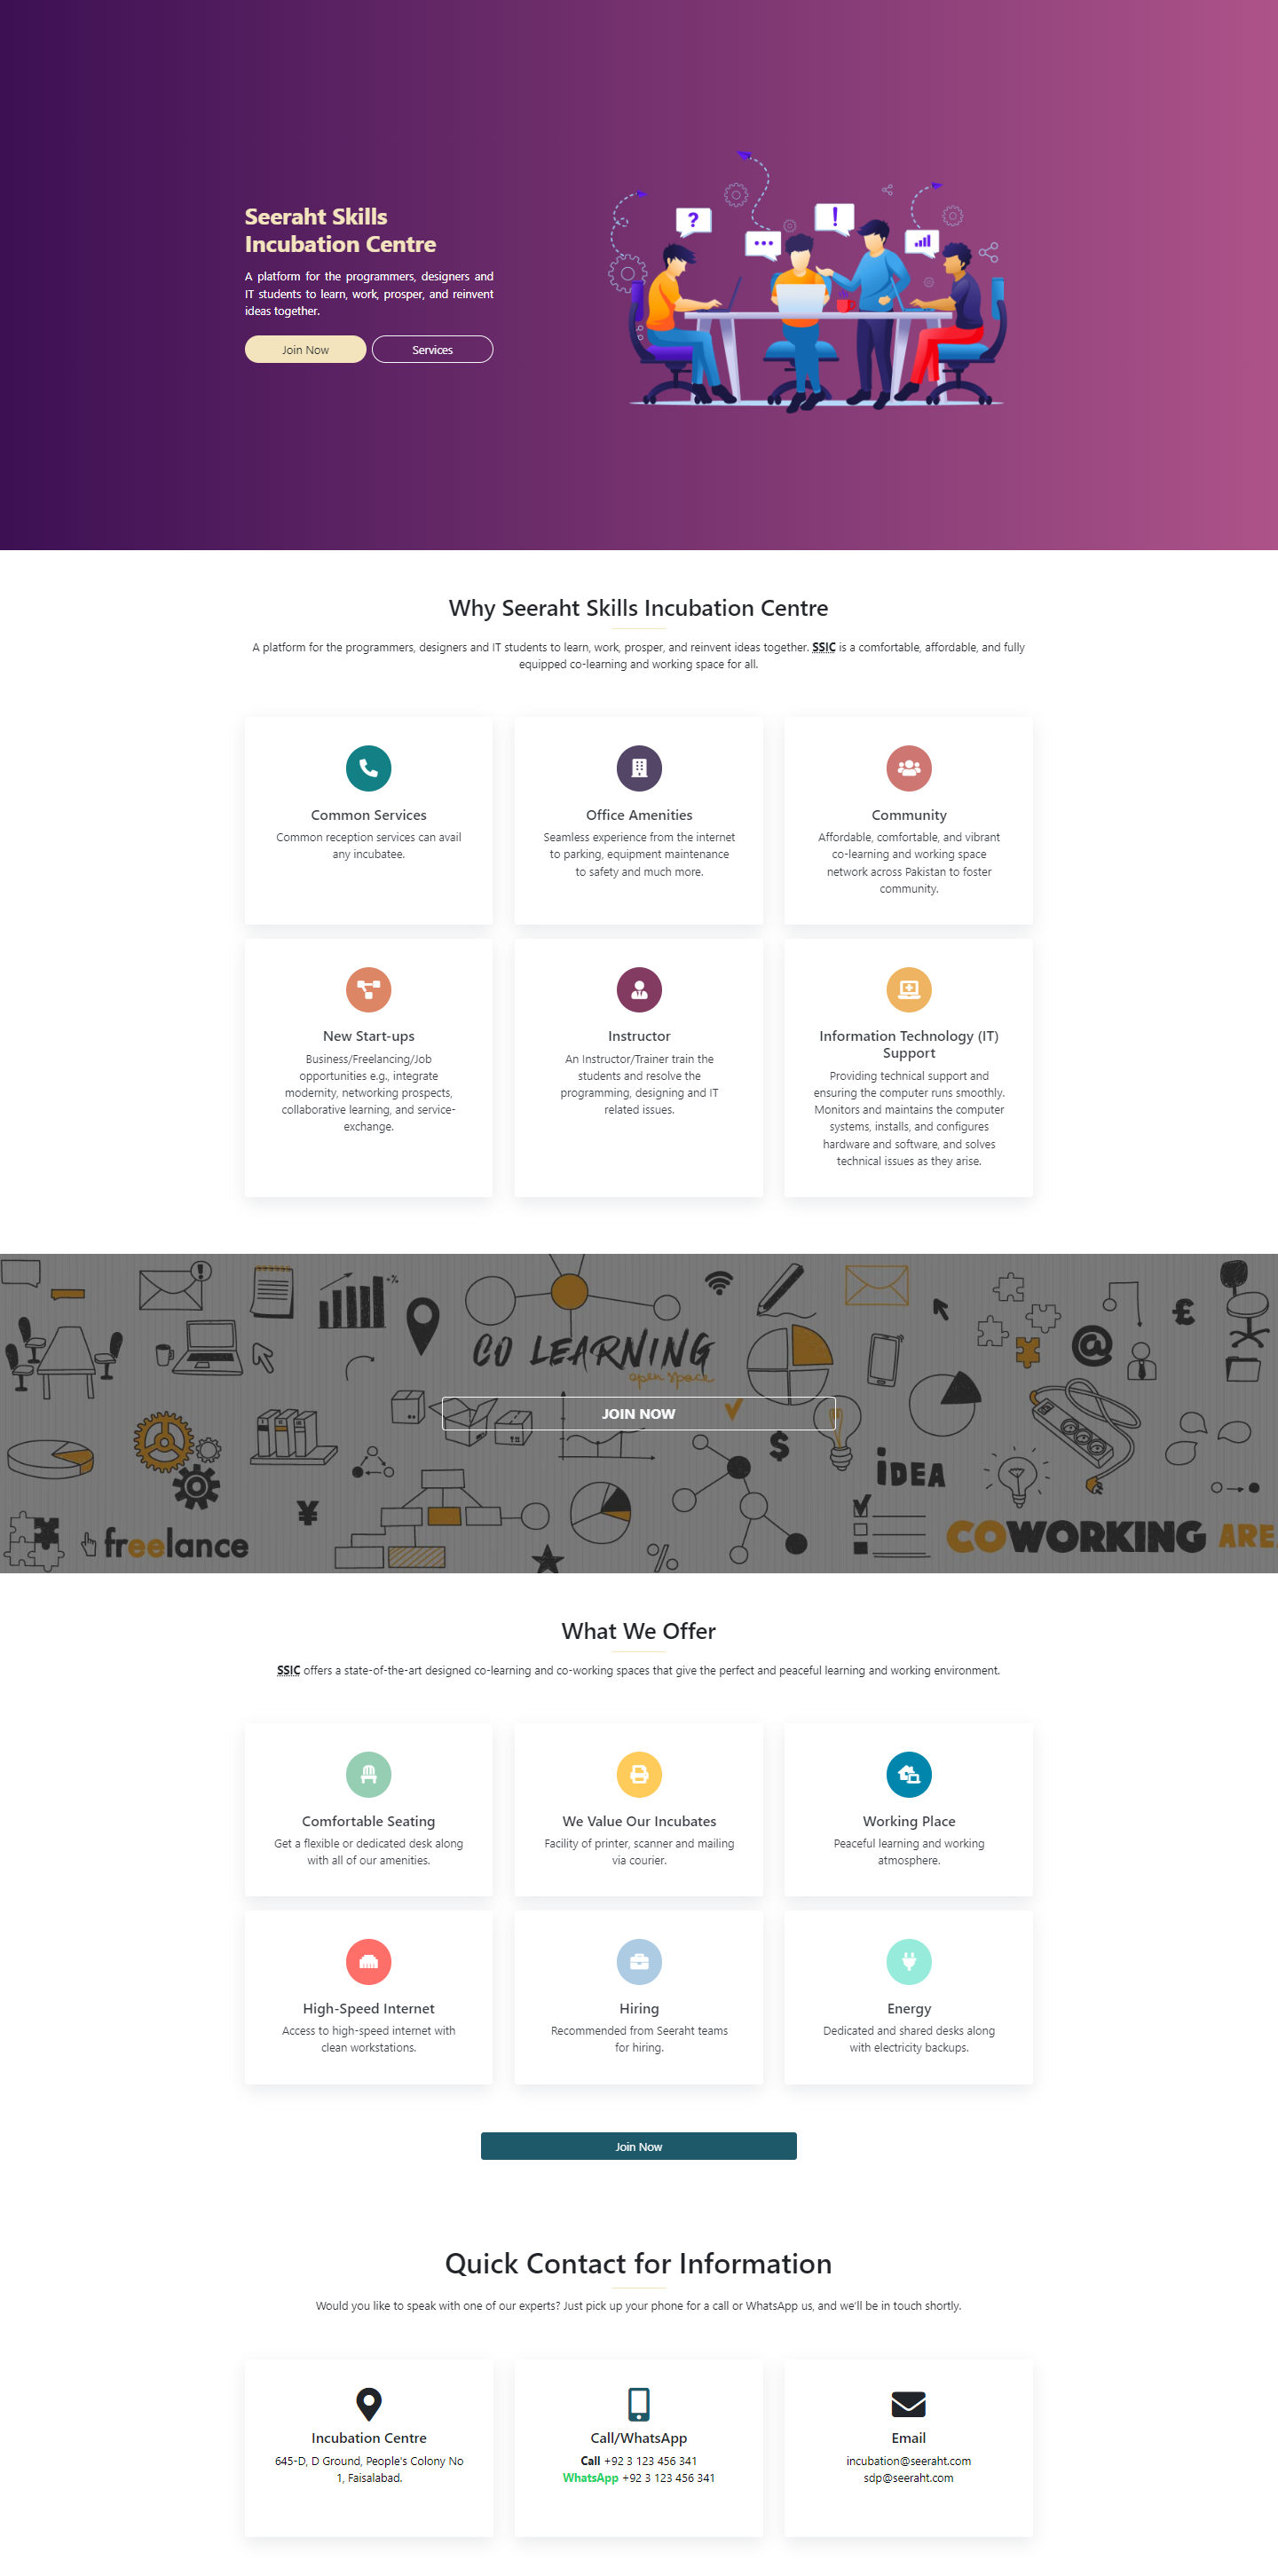 Seeraht Skills
Incubation Centre
A platform for the programmers, designers and
IT students to learn, work, prosper, and reinvent
ideas together.
Join Now
Services
?
!
Why Seeraht Skills Incubation Centre
A platform for the programmers, designers and IT students to learn, work, prosper, and reinvent ideas together. SSIC is a comfortable, affordable, and fully
equipped co-learning and working space for all.
Common Services
Common reception services can avail
any incubatee.
Office Amenities
Seamless experience from the internet
to parking, equipment maintenance
to safety and much more.
Community
Affordable, comfortable, and vibrant
co-learning and working space
network across Pakistan to foster
community.
New Start-ups
Business/Freelancing/Job
opportunities e.g., integrate
modernity, networking prospects,
collaborative learning, and service-
exchange.
Instructor
An Instructor/Trainer train the
students and resolve the
programming, designing and IT
related issues.
Information Technology (IT)
Support
Providing technical support and
ensuring the computer runs smoothly.
Monitors and maintains the computer
systems, installs, and configures
hardware and software, and solves
technical issues as they arise.
CO LEARNING
open space
JOIN NOW
IDEA
freelance
COWORKING ARE
What We Offer
SSIC offers a state-of-the-art designed co-learning and co-working spaces that give the perfect and peaceful learning and working environment.
Comfortable Seating
Get a flexible or dedicated desk along
with all of our amenities.
We Value Our Incubates
Facility of printer, scanner and mailing
via courier.
Working Place
Peaceful learning and working
atmosphere.
High-Speed Internet
Access to high-speed internet with
clean workstations.
Hiring
Recommended from Seeraht teams
for hiring.
Energy
Dedicated and shared desks along
with electricity backups.
Join Now
Quick Contact for Information
Would you like to speak with one of our experts? Just pick up your phone for a call or WhatsApp us, and we'll be in touch shortly.
Incubation Centre
645-D, D Ground, People's Colony No
1, Faisalabad.
Call/WhatsApp
Call +92 3 123 456 341
WhatsApp +92 3 123 456 341
Email
incubation@seeraht.com
sdp@seeraht.com